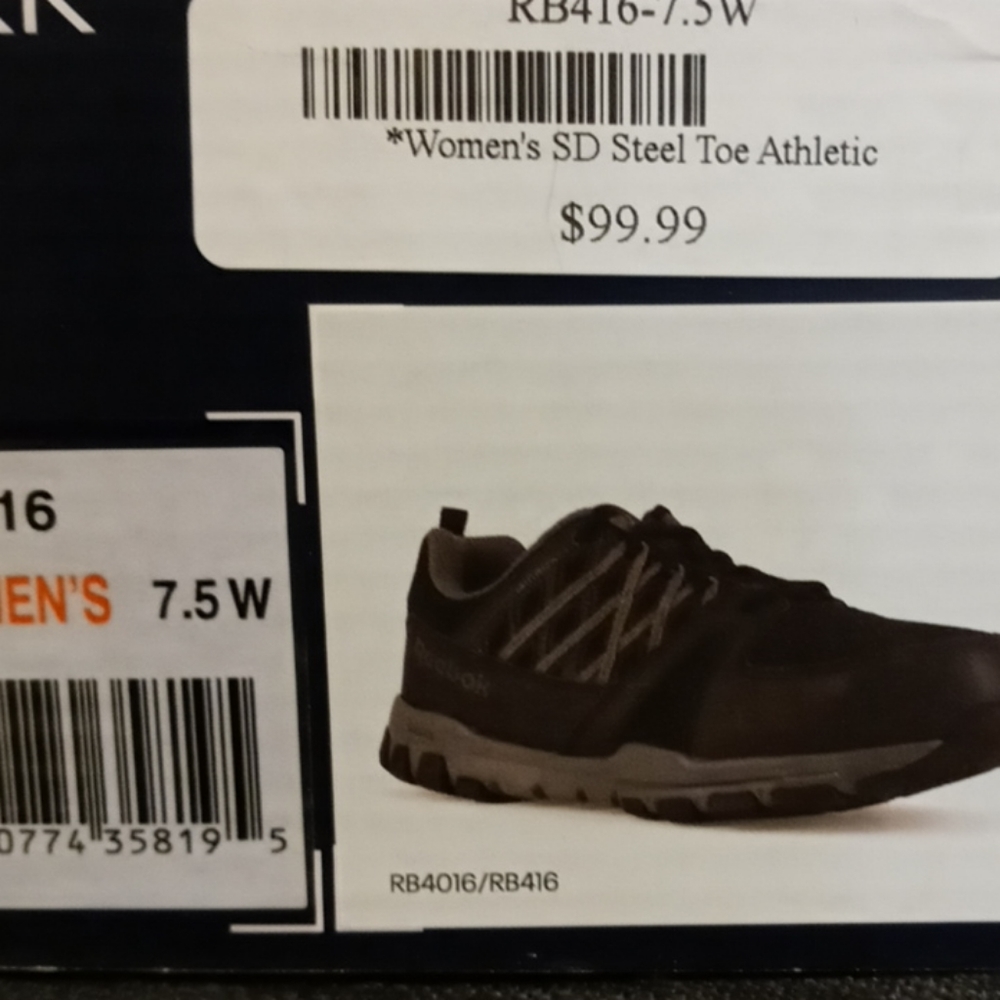 RB416-7.5W
*Women's SD Steel Toe Athletic
$99.99
16
EN'S 7.5 W
0774 35819 5
Reebok
RB4016/RB416